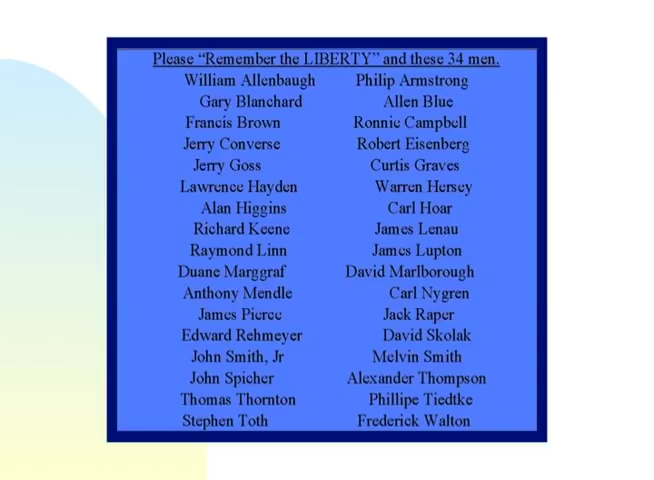 Please “Remember the LIBERTY” and these 34 men.
William Allenbaugh Philip Armstrong
Gary Blanchard Allen Blue
Francis Brown Ronnie Campbell
Jerry Converse Robert Eisenberg
Jerry Goss Curtis Graves
Lawrence Hayden Warren Hersey
Alan Higgins Carl Hoar
Richard Keene James Lenau
Raymond Linn James Lupton
Duane Marggraf David Marlborough
Anthony Mendle Carl Nygren
James Pierce Jack Raper
Edward Rehmeyer David Skolak
John Smith, Jr Melvin Smith
John Spicher Alexander Thompson
Thomas Thornton Phillipe Tiedtke
Stephen Toth Frederick Walton